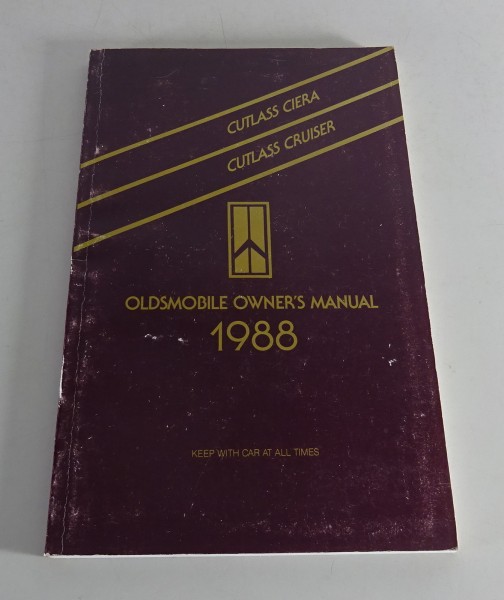 CUTLASS CIERA
CUTLASS CRUISER
OLDSMOBILE OWNER'S MANUAL
1988
KEEP WITH CAR AT ALL TIMES